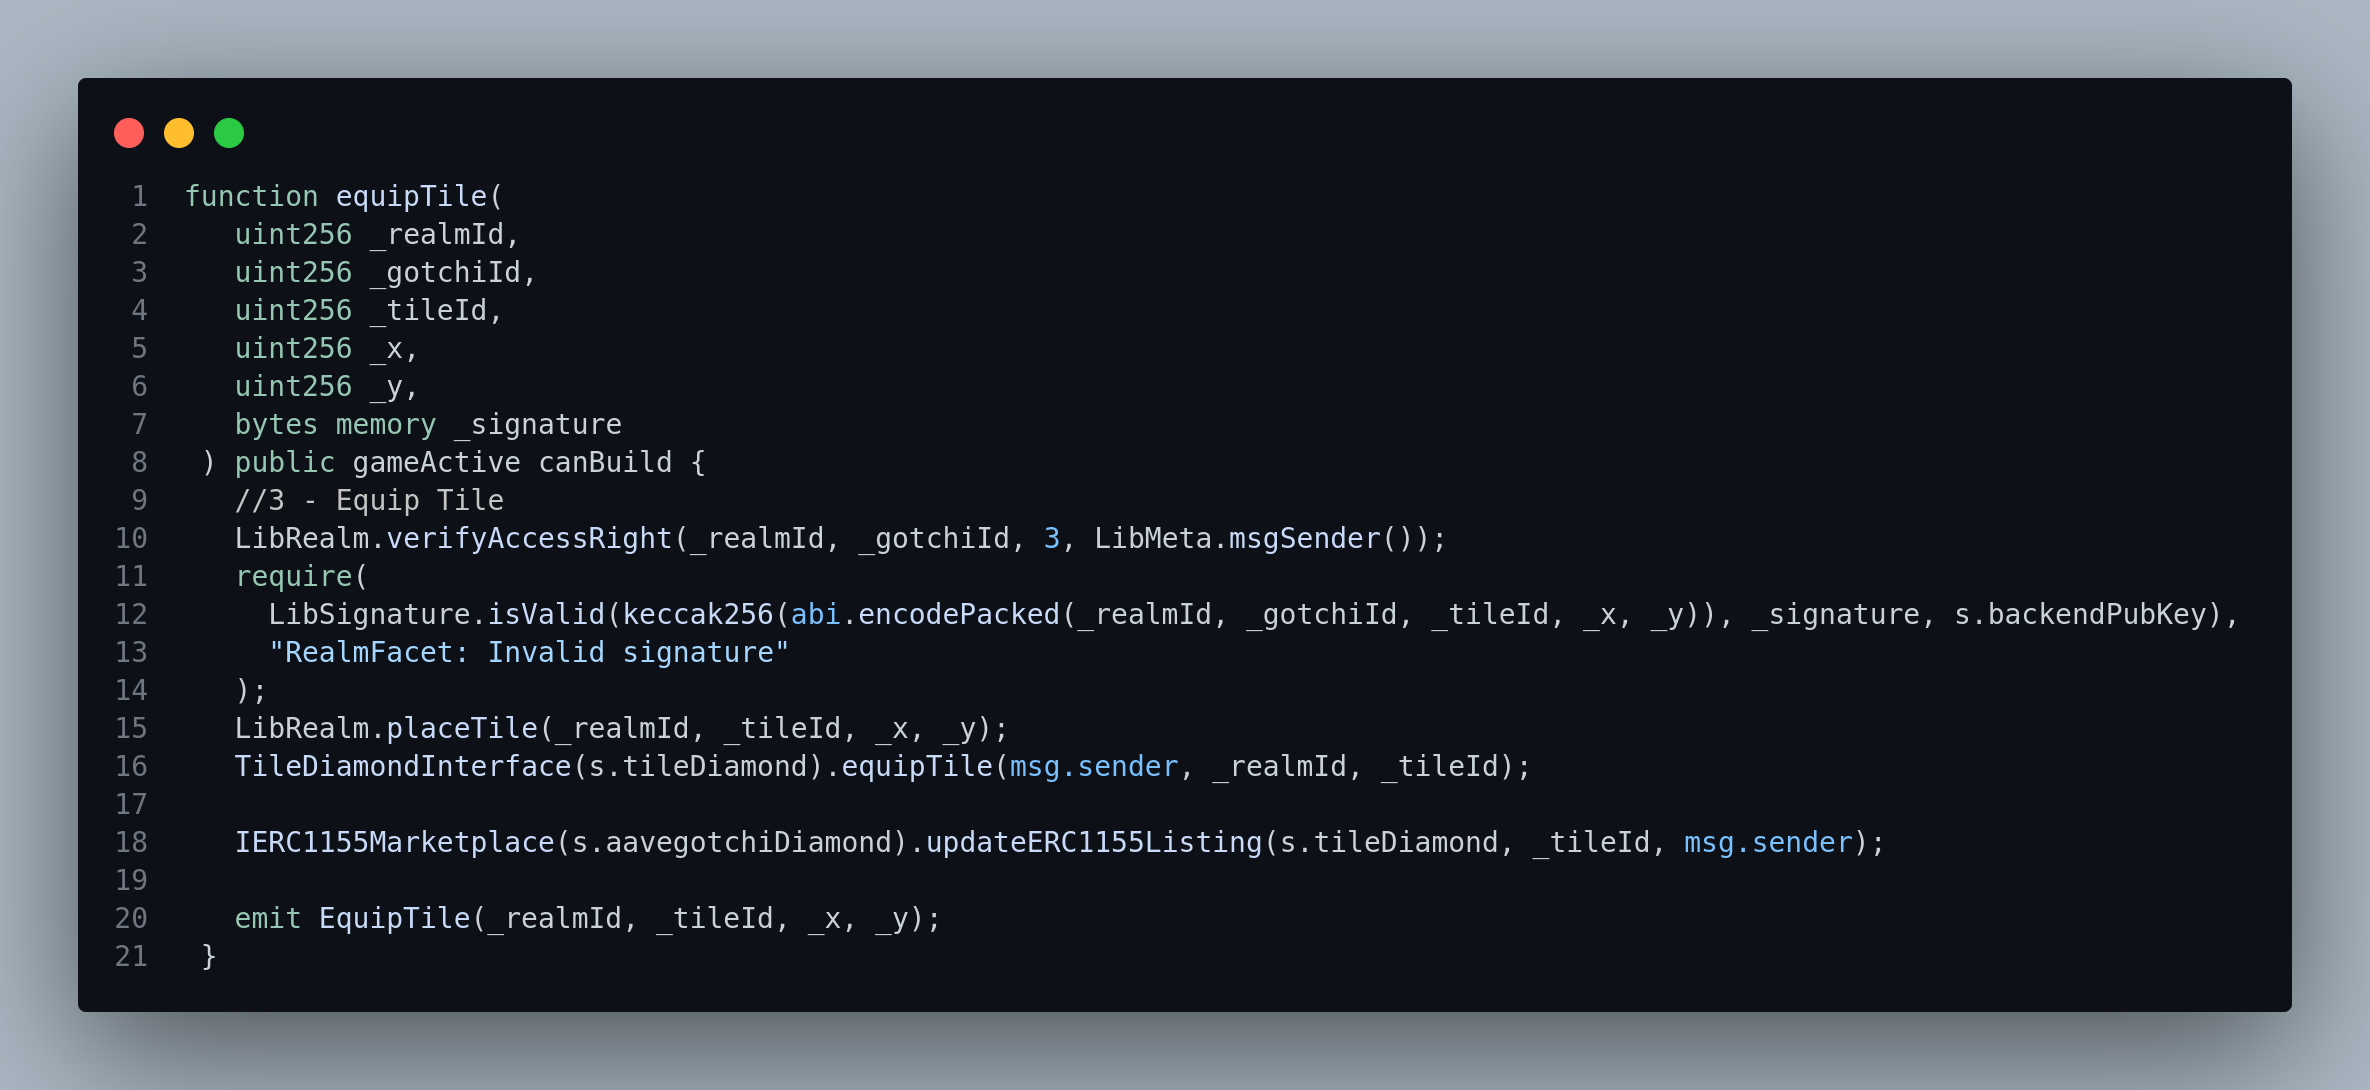 1 function equipTile(
2    uint256 _realmId,
3    uint256 _gotchiId,
4    uint256 _tileId,
5    uint256 _x,
6    uint256 _y,
7    bytes memory _signature
8  ) public gameActive canBuild {
9    //3 - Equip Tile
10    LibRealm.verifyAccessRight(_realmId, _gotchiId, 3, LibMeta.msgSender());
11    require(
12      LibSignature.isValid(keccak256(abi.encodePacked(_realmId, _gotchiId, _tileId, _x, _y)), _signature, s.backendPubKey),
13      "RealmFacet: Invalid signature"
14    );
15    LibRealm.placeTile(_realmId, _tileId, _x, _y);
16    TileDiamondInterface(s.tileDiamond).equipTile(msg.sender, _realmId, _tileId);
17
18    IERC1155Marketplace(s.aavegotchiDiamond).updateERC1155Listing(s.tileDiamond, _tileId, msg.sender);
19
20    emit EquipTile(_realmId, _tileId, _x, _y);
21  }